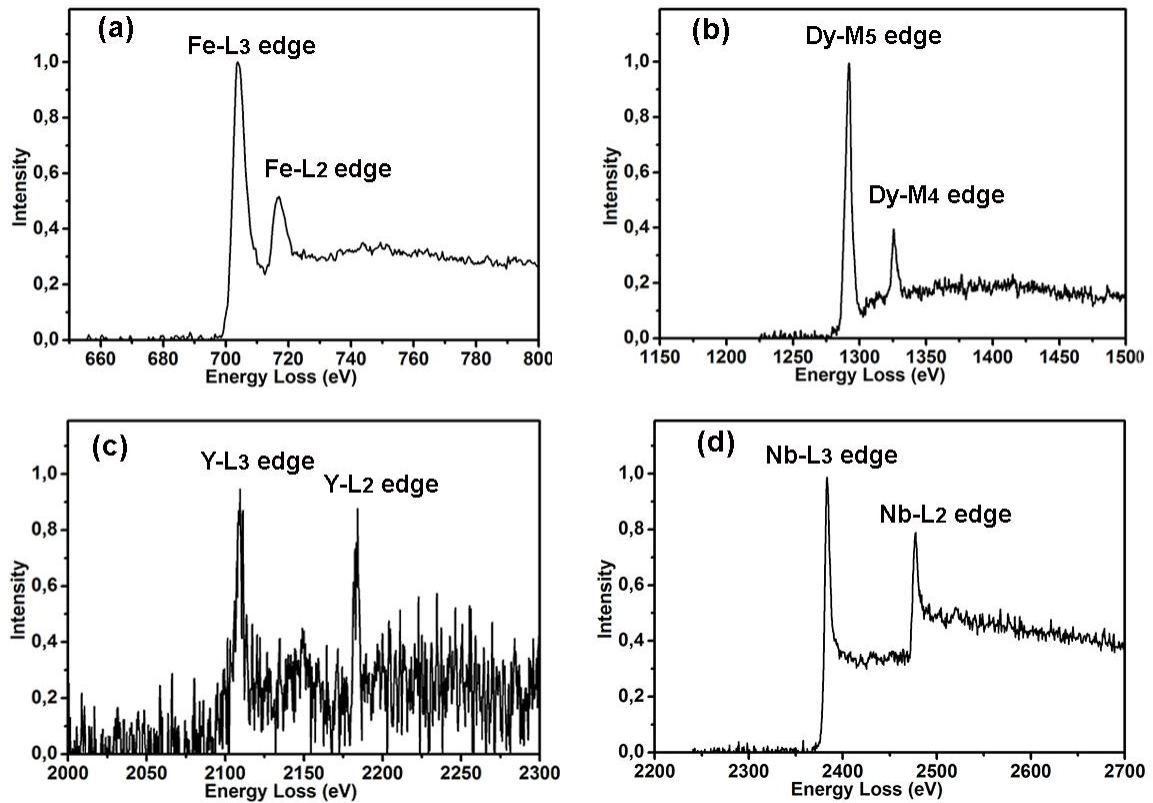 (a)
Fe-L3 edge
Fe-L2 edge
1,0
0,8
0,6
0,4
0,2
0,0
Intensity
660 680 700 720 740 760 780 800
Energy Loss (eV)
(b)
Dy-M5 edge
Dy-M4 edge
1,0
0,8
0,6
0,4
0,2
0,0
Intensity
1150 1200 1250 1300 1350 1400 1450 1500
Energy Loss (eV)
(c)
Y-L3 edge
Y-L2 edge
1,0
0,8
0,6
0,4
0,2
0,0
Intensity
2000 2050 2100 2150 2200 2250 2300
Energy Loss (eV)
(d)
Nb-L3 edge
Nb-L2 edge
1,0
0,8
0,6
0,4
0,2
0,0
Intensity
2200 2300 2400 2500 2600 2700
Energy Loss (eV)